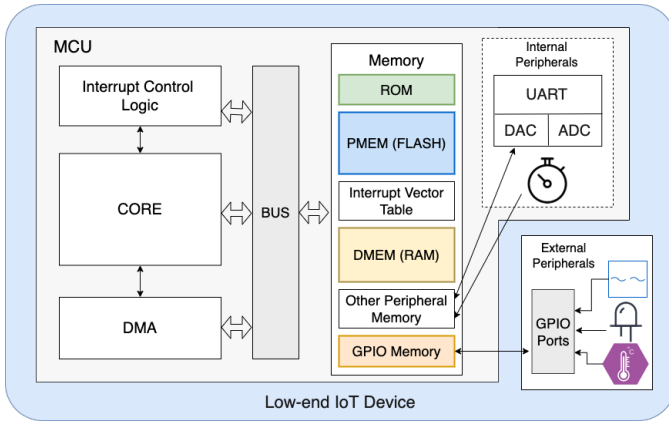 MCU
Interrupt Control
Logic
CORE
DMA
BUS
Memory
ROM
PMEM (FLASH)
Interrupt Vector
Table
DMEM (RAM)
Other Peripheral
Memory
GPIO Memory
Internal
Peripherals
UART
DAC
ADC
External
Peripherals
GPIO
Ports
°C
Low-end IoT Device